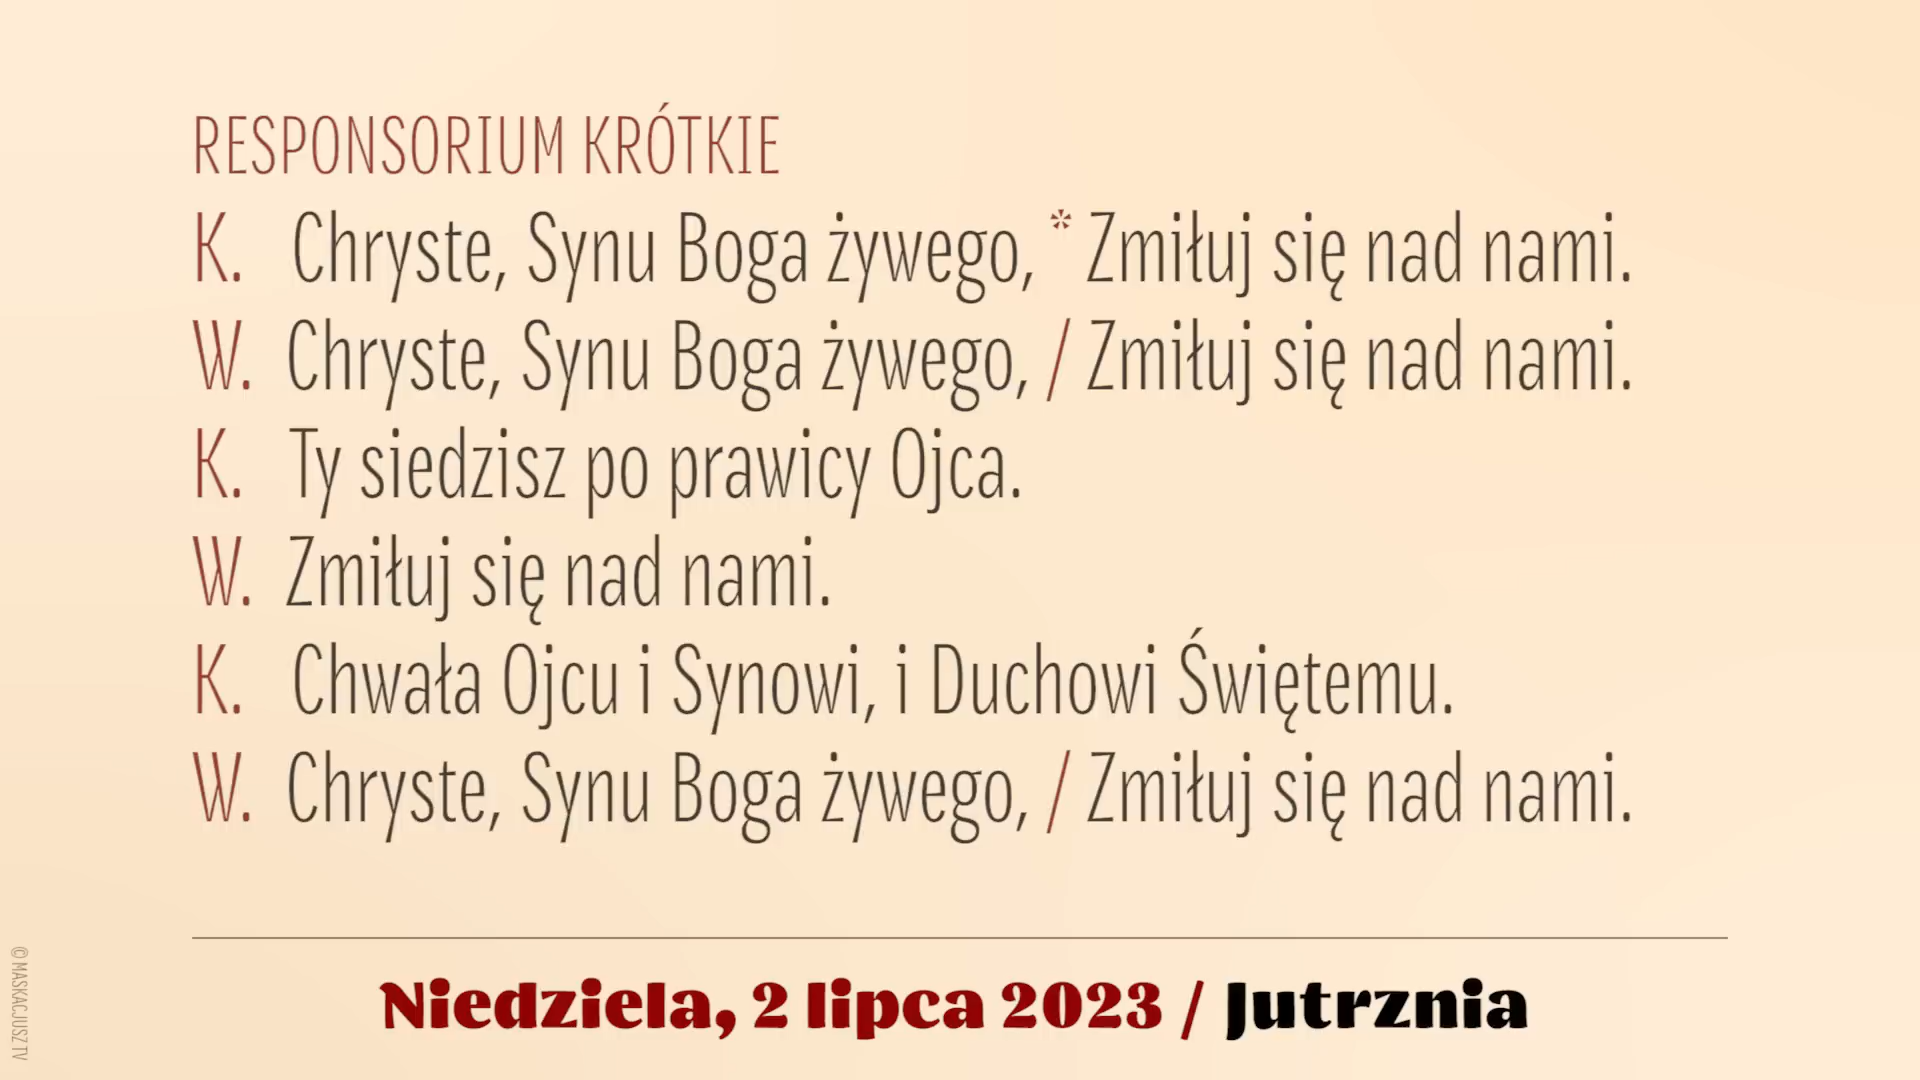 RESPONSORIUM KRÓTKIE
K. Chryste, Synu Boga żywego, * Zmiłuj się nad nami.
W. Chryste, Synu Boga żywego, / Zmiłuj się nad nami.
K. Ty siedzisz po prawicy Ojca.
W. Zmiłuj się nad nami.
K. Chwała Ojcu i Synowi, i Duchowi Świętemu.
W. Chryste, Synu Boga żywego, / Zmiłuj się nad nami.
Niedziela, 2 lipca 2023 / Jutrznia
© MASKACJUSZ TV